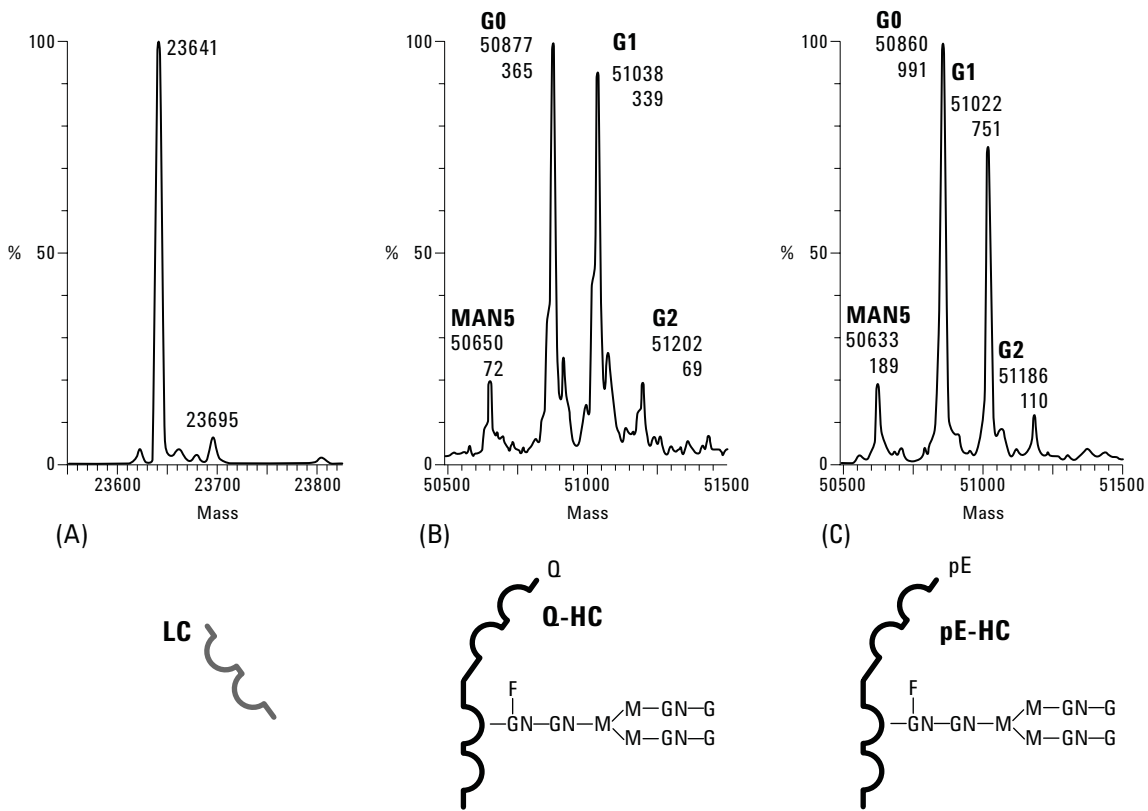 100
%
50
0
23641
23695
23600
23700
23800
Mass
(A)
G0
50877
365
G1
51038
339
MAN5
50650
72
G2
51202
69
100
%
50
0
50500
51000
51500
Mass
(B)
G0
50860
991
G1
51022
751
MAN5
50633
189
G2
51186
110
100
%
50
0
50500
51000
51500
Mass
(C)
LC
Q
Q-HC
F
M—GN—G
—GN—GN—M
M—GN—G
pE
pE-HC
F
M—GN—G
—GN—GN—M
M—GN—G